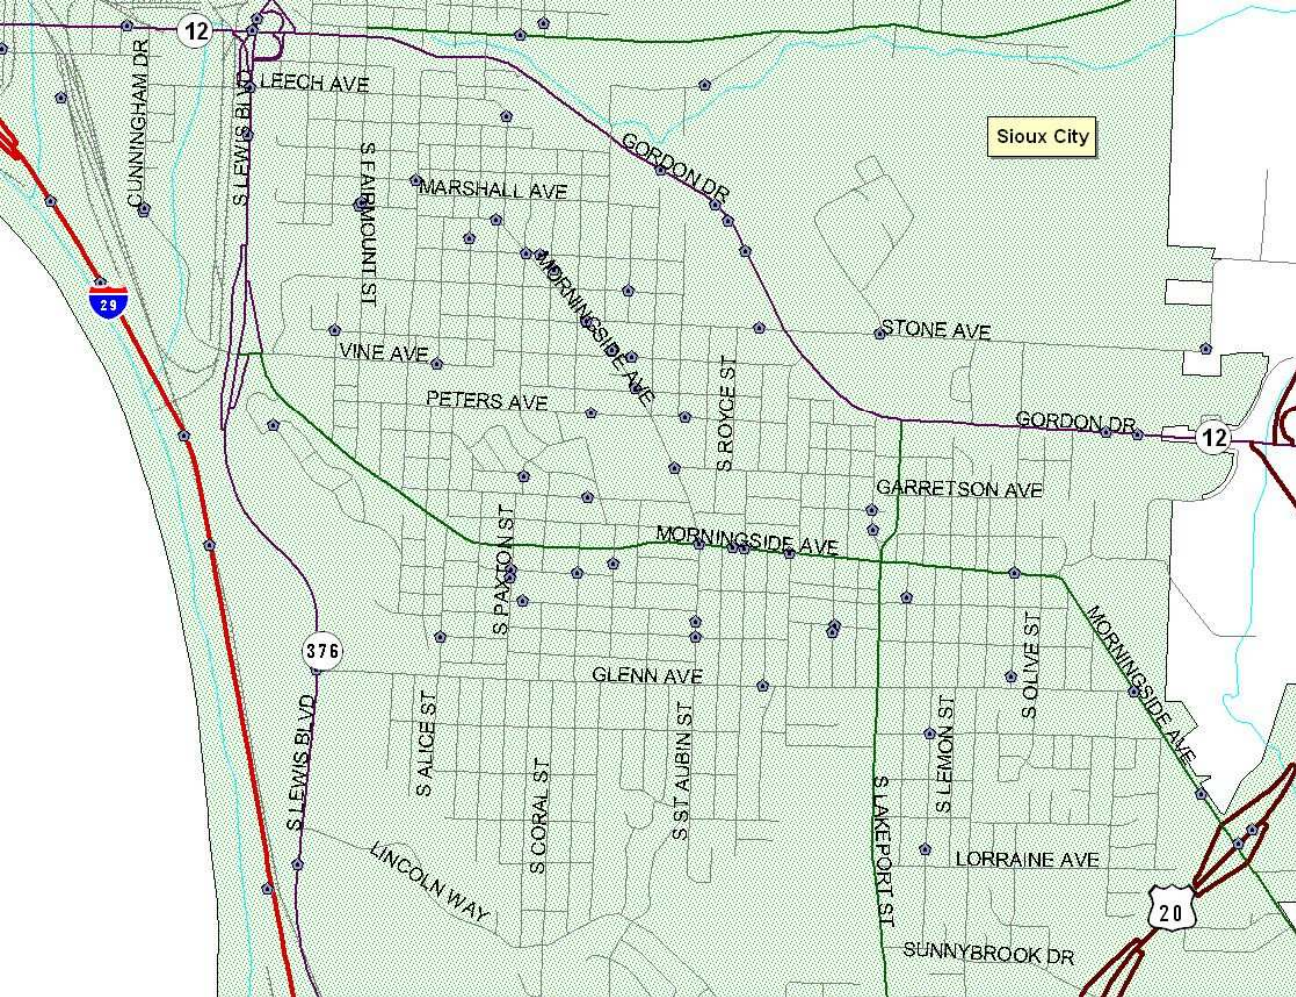 12
CUNNINGHAM DR
S LEWIS BLVD
LEECH AVE
GORDON DR
Sioux City
S FAIRMOUNT ST
MARSHALL AVE
MORNINGSIDE AVE
29
STONE AVE
VINE AVE
S ROYCE ST
PETERS AVE
GORDON DR
12
GARRETSON AVE
S PAXTON ST
MORNINGSIDE AVE
MORNINGSIDE AVE
S OLIVE ST
376
GLENN AVE
S LEWIS BLVD
S ALICE ST
S CORAL ST
S ST AUBIN ST
S LEMON ST
S LAKEPORT ST
LINCOLN WAY
LORRAINE AVE
20
SUNNYBROOK DR